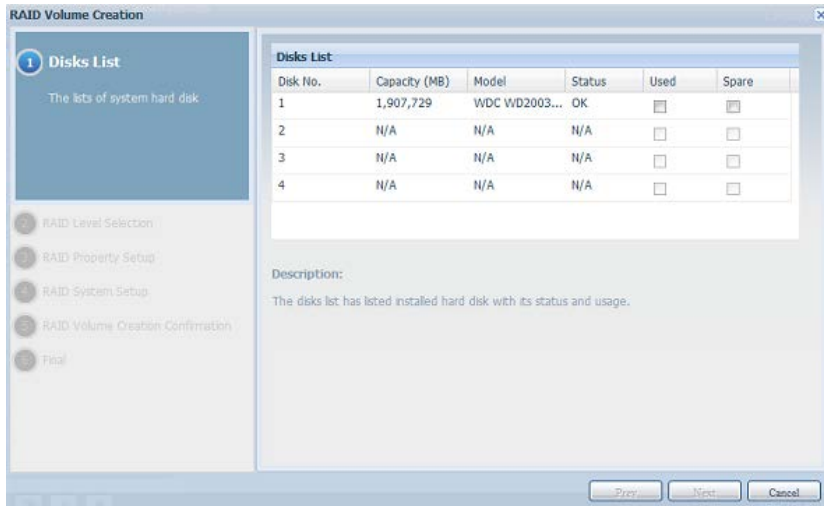 RAID Volume Creation
1 Disks List
The lists of system hard disk
2 RAID Level Selection
3 RAID Property Setup
4 RAID System Setup
5 RAID Volume Creation Confirmation
6 Final
Disks List
Disk No. Capacity (MB) Model Status Used Spare
1 1,907,729 WDC WD2003... OK
2 N/A N/A N/A
3 N/A N/A N/A
4 N/A N/A N/A
Description:
The disks list has listed installed hard disk with its status and usage.
Prev Next Cancel